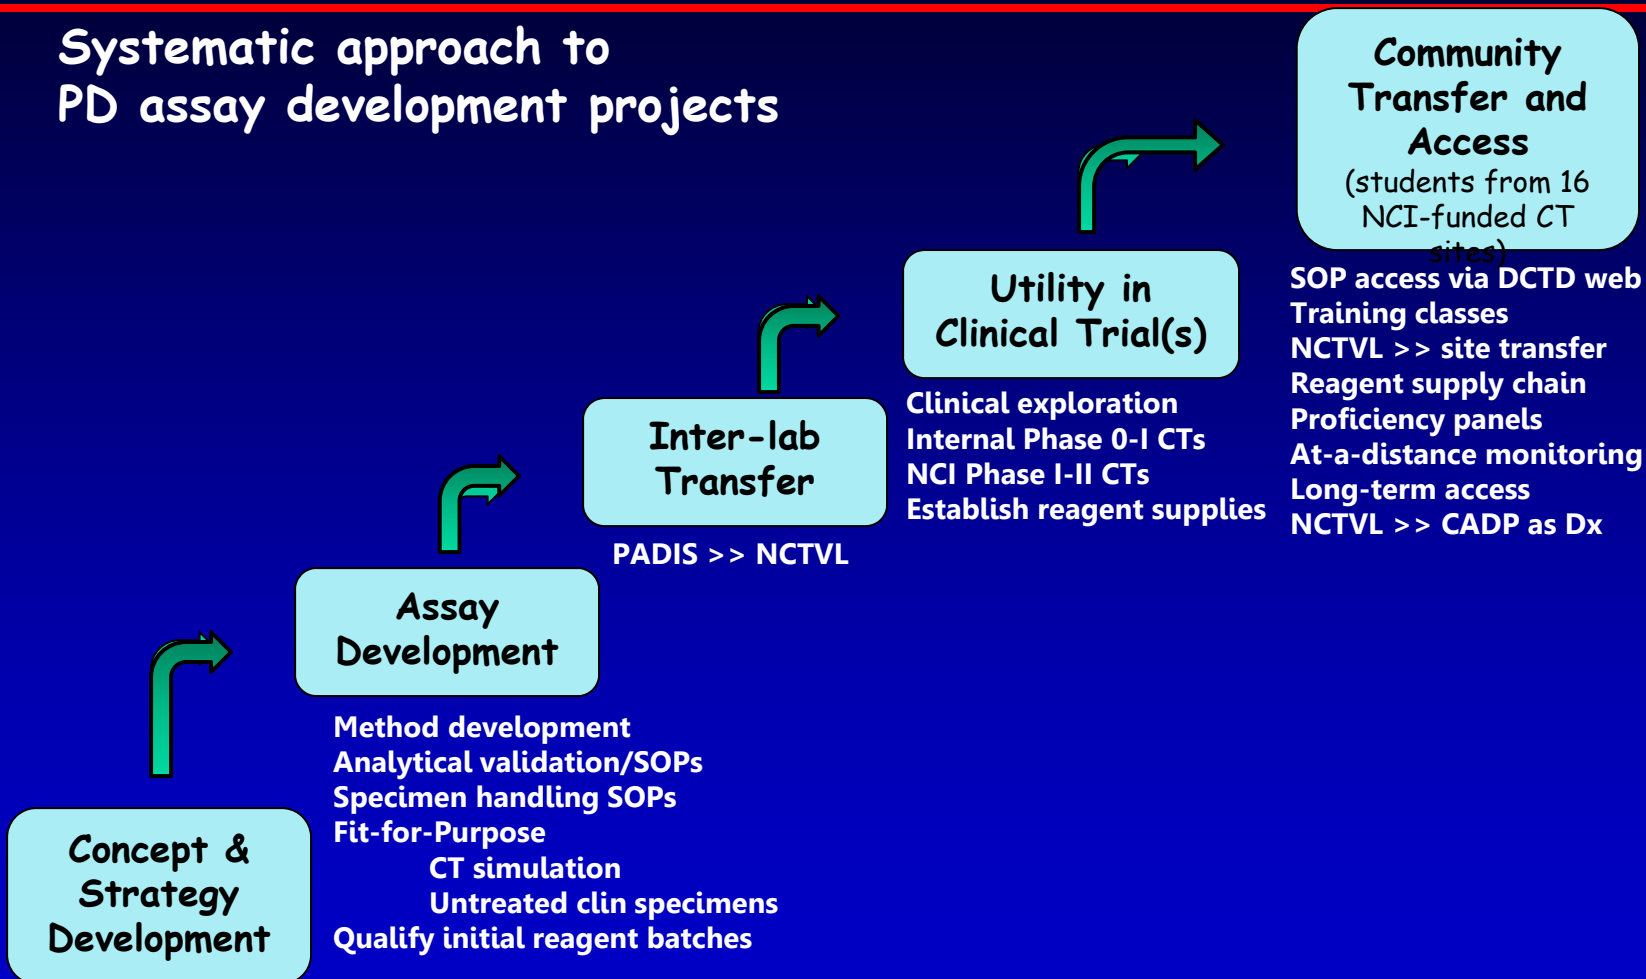 Systematic approach to
PD assay development projects
Community
Transfer and
Access
(students from 16
NCI-funded CT
sites)
SOP access via DCTD web
Training classes
NCTVL >> site transfer
Reagent supply chain
Proficiency panels
At-a-distance monitoring
Long-term access
NCTVL >> CADP as Dx
Utility in
Clinical Trial(s)
Clinical exploration
Internal Phase 0-I CTs
NCI Phase I-II CTs
Establish reagent supplies
Inter-lab
Transfer
PADIS >> NCTVL
Assay
Development
Method development
Analytical validation/SOPs
Specimen handling SOPs
Fit-for-Purpose
CT simulation
Untreated clin specimens
Qualify initial reagent batches
Concept &
Strategy
Development